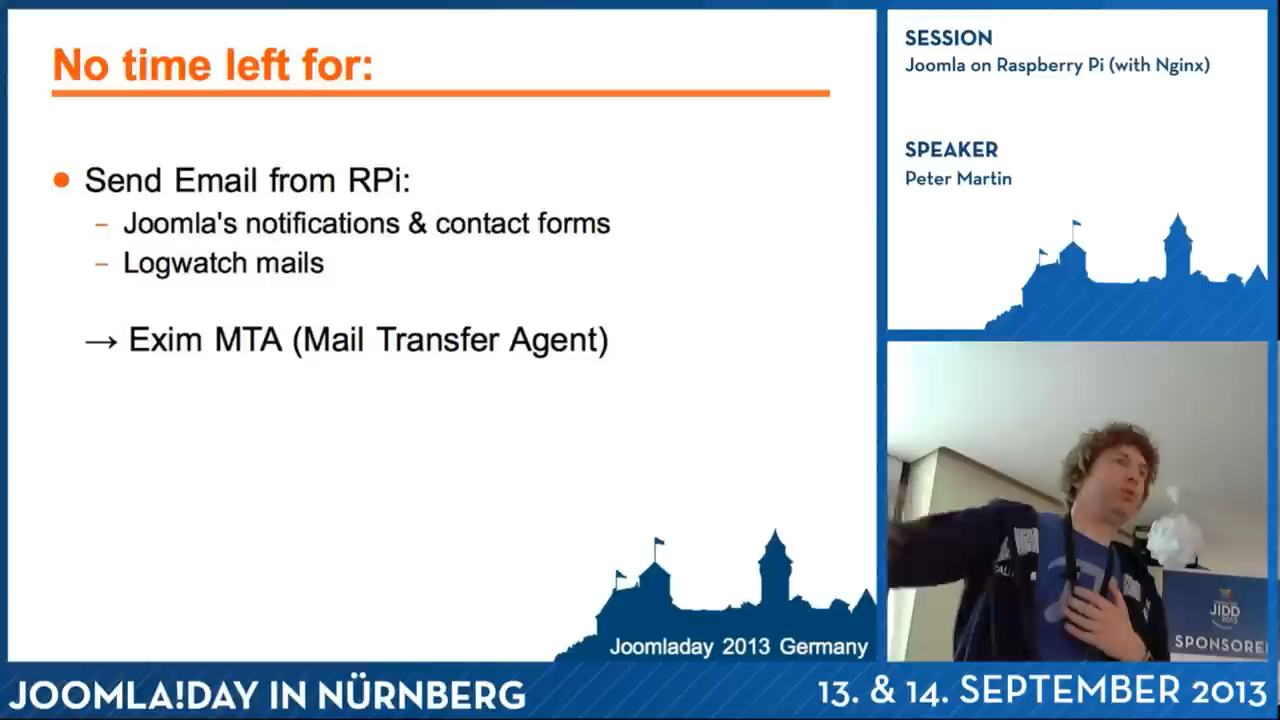 No time left for:
● Send Email from RPi:
– Joomla's notifications & contact forms
– Logwatch mails
→ Exim MTA (Mail Transfer Agent)
Joomladay 2013 Germany
SESSION
Joomla on Raspberry Pi (with Nginx)
SPEAKER
Peter Martin
JIDD
2013
SPONSORE
JOOMLA!DAY IN NÜRNBERG
13. & 14. SEPTEMBER 2013